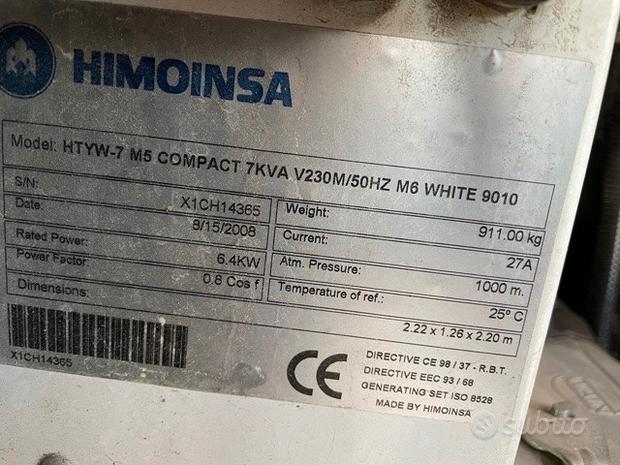 HIMOINSA
Model: HTYW-7 M5 COMPACT 7KVA V230M/50HZ M6 WHITE 9010
S/N: X1CH14365 Weight: 911.00 kg
Date: 8/15/2008 Current: 27A
Rated Power: 6.4KW Atm. Pressure: 1000 m.
Power Factor 0.8 Cos f Temperature of ref.: 25º C
Dimensions: 2.22 x 1.26 x 2.20 m
X1CH14365
CE
DIRECTIVE CE 98 / 37 - R.B.T.
DIRECTIVE EEC 93 / 68
GENERATING SET ISO 8528
MADE BY HIMOINSA
subito